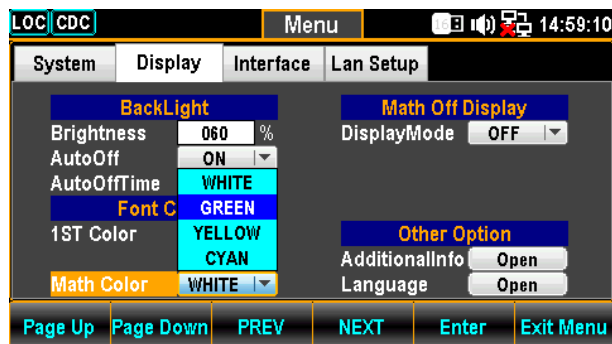 LOC CDC Menu 16 14:59:10
System Display Interface Lan Setup
BackLight Math Off Display
Brightness 060 % DisplayMode OFF
AutoOff ON
AutoOffTime WHITE
Font C GREEN
1ST Color YELLOW Other Option
CYAN AdditionalInfo Open
Math Color WHITE Language Open
Page Up Page Down PREV NEXT Enter Exit Menu